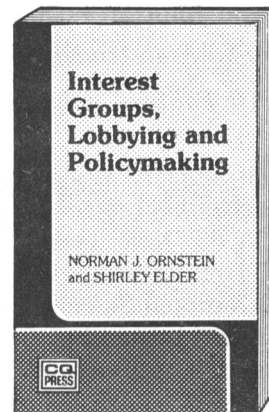 Interest
Groups,
Lobbying and
Policymaking
NORMAN J. ORNSTEIN
and SHIRLEY ELDER
CQ
PRESS